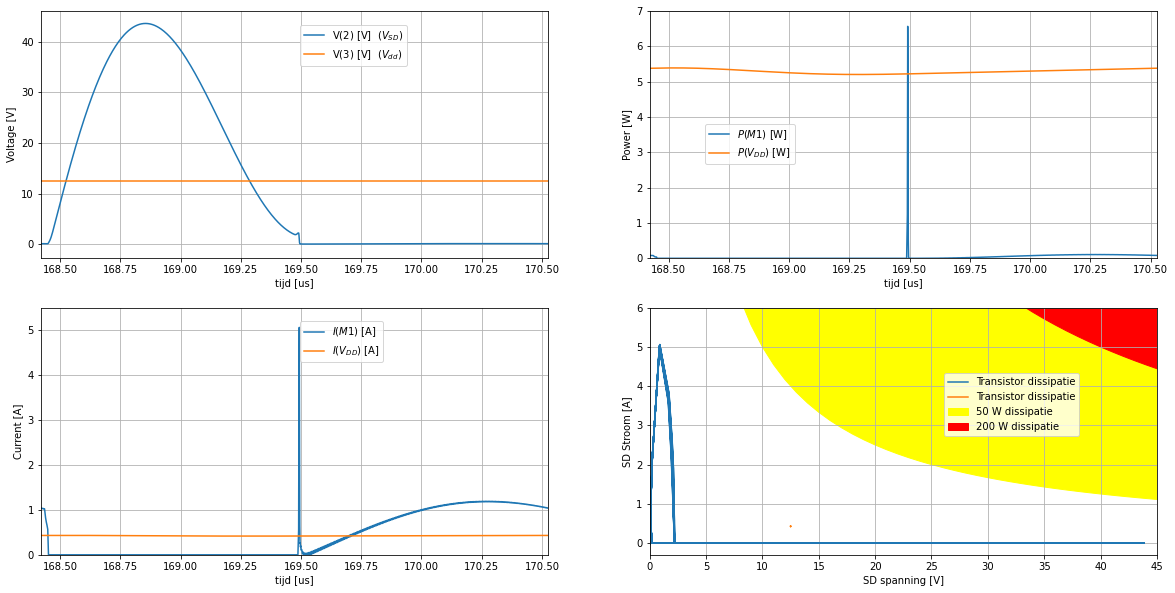 V(2) [V] (V_SD)
V(3) [V] (V_dd)
Voltage [V]
40
30
20
10
0
168.50 168.75 169.00 169.25 169.50 169.75 170.00 170.25 170.50
tijd [us]
P(M1) [W]
P(V_DD) [W]
Power [W]
7
6
5
4
3
2
1
0
168.50 168.75 169.00 169.25 169.50 169.75 170.00 170.25 170.50
tijd [us]
I(M1) [A]
I(V_DD) [A]
Current [A]
5
4
3
2
1
0
168.50 168.75 169.00 169.25 169.50 169.75 170.00 170.25 170.50
tijd [us]
Transistor dissipatie
Transistor dissipatie
50 W dissipatie
200 W dissipatie
SD Stroom [A]
6
5
4
3
2
1
0
0 5 10 15 20 25 30 35 40 45
SD spanning [V]